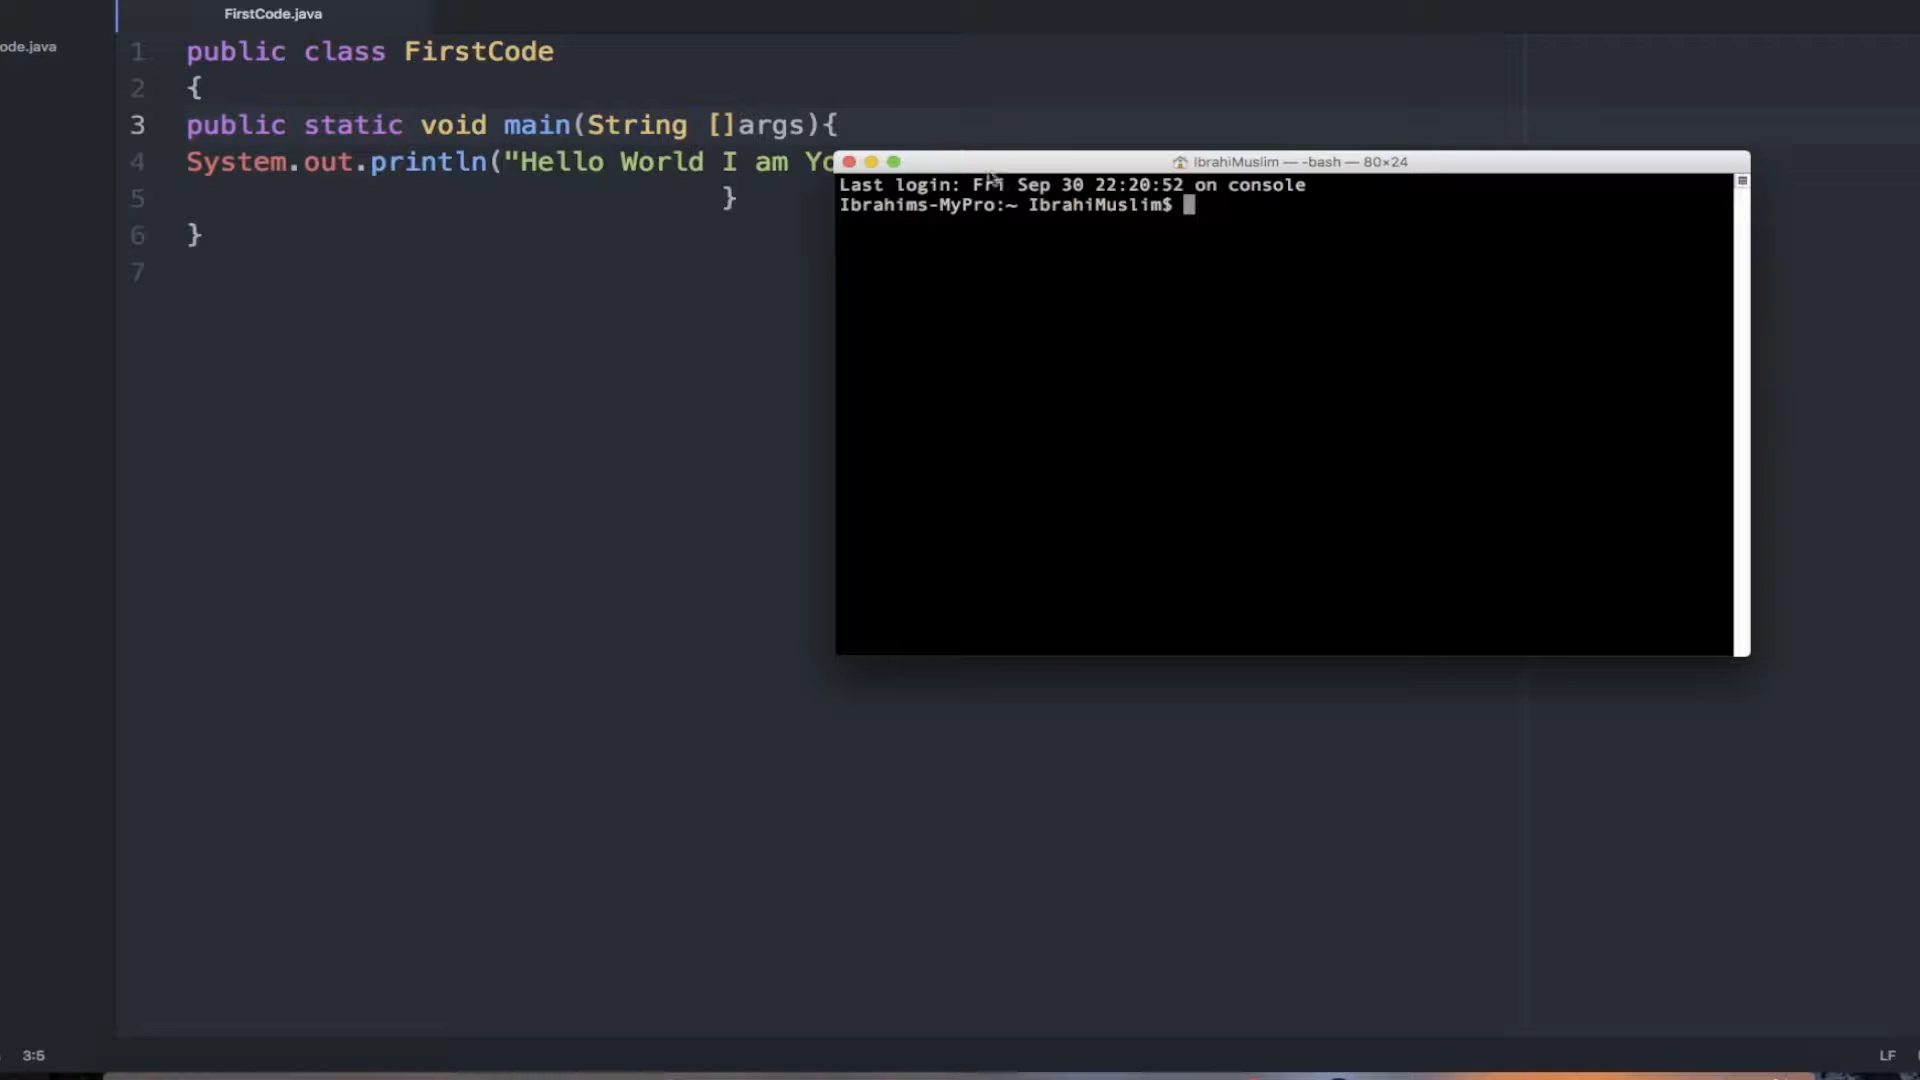 FirstCode.java
ode.java
1 public class FirstCode
2 {
3 public static void main(String []args){
4 System.out.println("Hello World I am Yo
5 }
6 }
7
IbrahiMuslim — -bash — 80×24
Last login: Fri Sep 30 22:20:52 on console
Ibrahims-MyPro:~ IbrahiMuslim$
3:5
LF